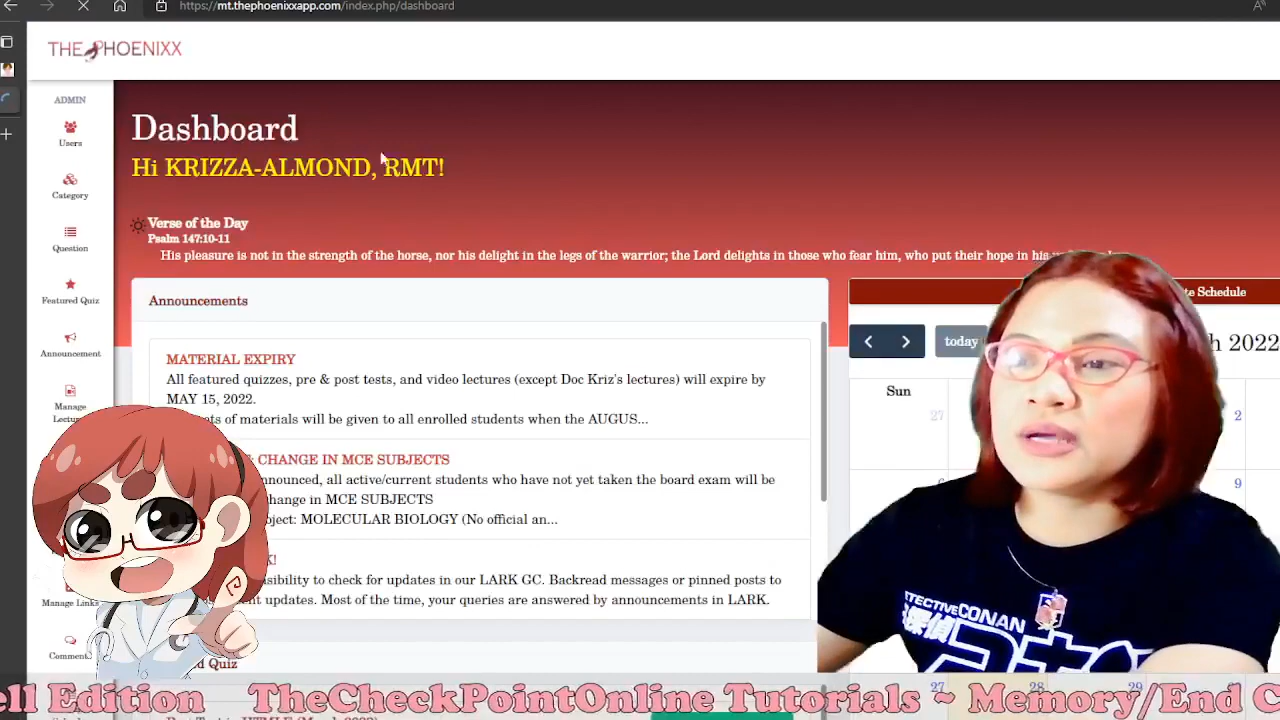 https://mt.thephoenixxapp.com/index.php/dashboard
THE PHOENIXX
ADMIN
Users
Category
Question
Featured Quiz
Announcement
Manage
Manage Links
Dashboard
Hi KRIZZA-ALMOND, RMT!
Verse of the Day
Psalm 147:10-11
His pleasure is not in the strength of the horse, nor his delight in the legs of the warrior; the Lord delights in those who fear him, who put their hope in his
Announcements
MATERIAL EXPIRY
All featured quizzes, pre & post tests, and video lectures (except Doc Kriz's lectures) will expire by
MAY 15, 2022.
of materials will be given to all enrolled students when the AUGUS...
CHANGE IN MCE SUBJECTS
all active/current students who have not yet taken the board exam will be
hange in MCE SUBJECTS
MOLECULAR BIOLOGY (No official an...
to check for updates in our LARK GC. Backread messages or pinned posts to
updates. Most of the time, your queries are answered by announcements in LARK.
Quiz
Schedule
today
2022
Sun
27
2
9
27
28
29
ETECTIVECONAN
ell Edition TheCheckPointOnline Tutorials ~ Memory/End C